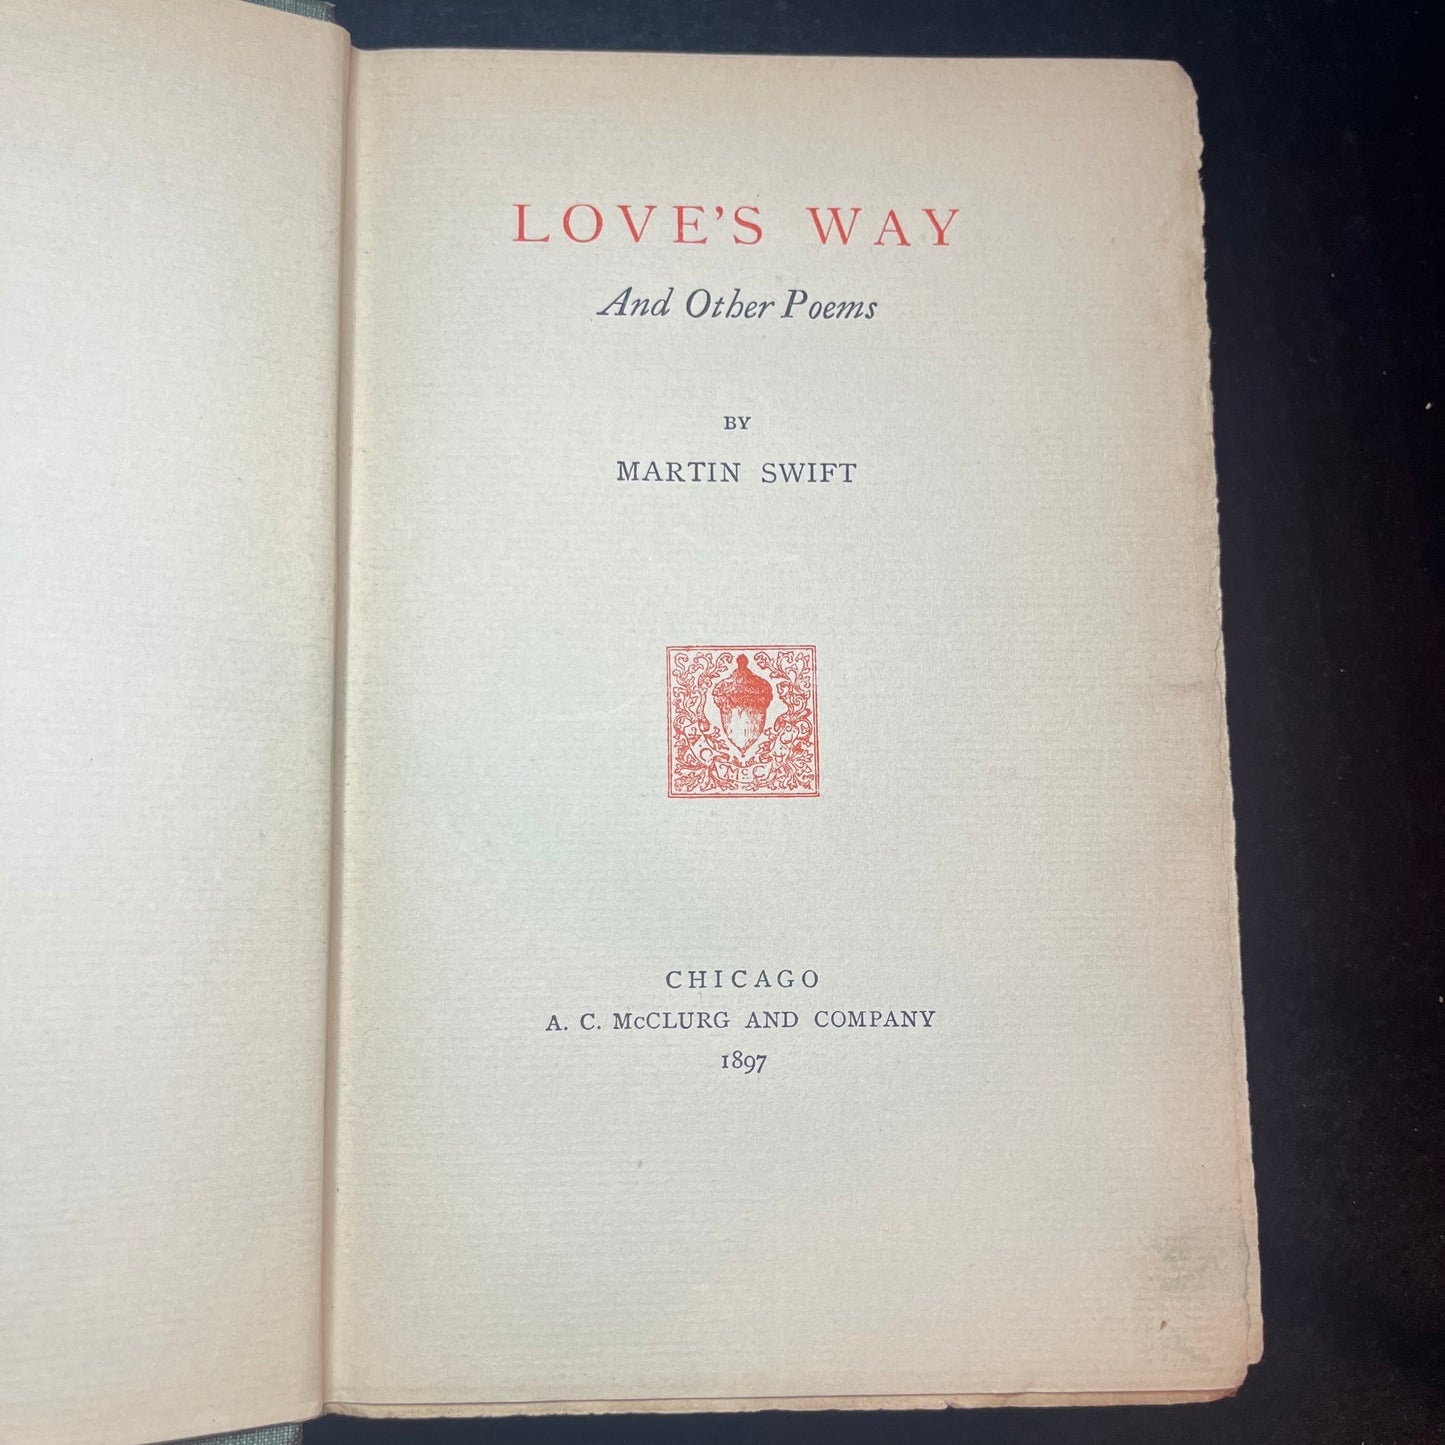 LOVE'S WAY
And Other Poems
BY
MARTIN SWIFT
McC
CHICAGO
A. C. McCLURG AND COMPANY
1897